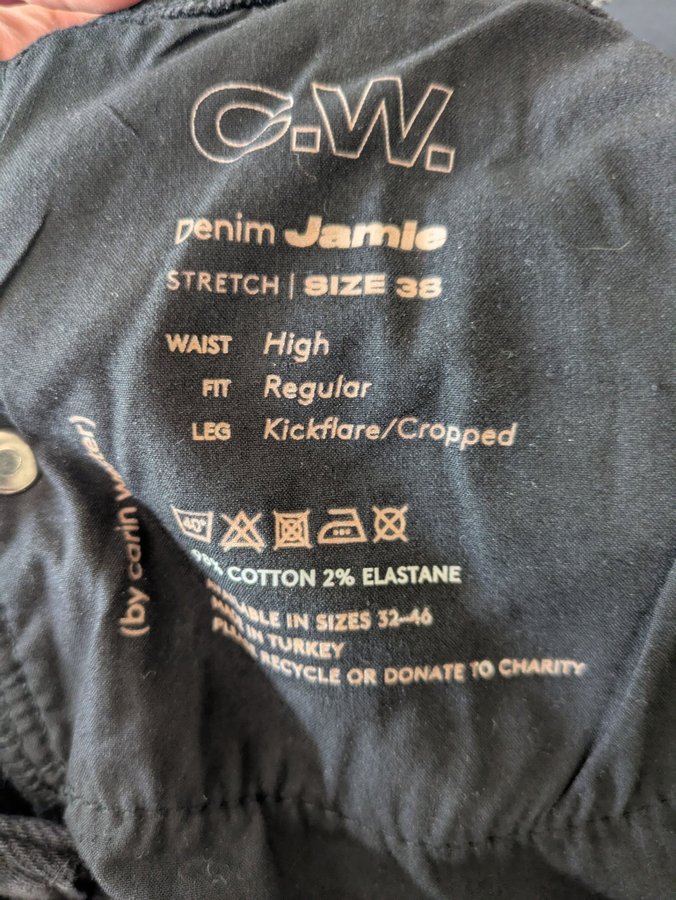 C.W.
Denim Jamie
STRETCH | SIZE 38
WAIST High
FIT Regular
LEG Kickflare/Cropped
(by carin
40°
COTTON 2% ELASTANE
IN SIZES 32-46
IN TURKEY
RECYCLE OR DONATE TO CHARITY